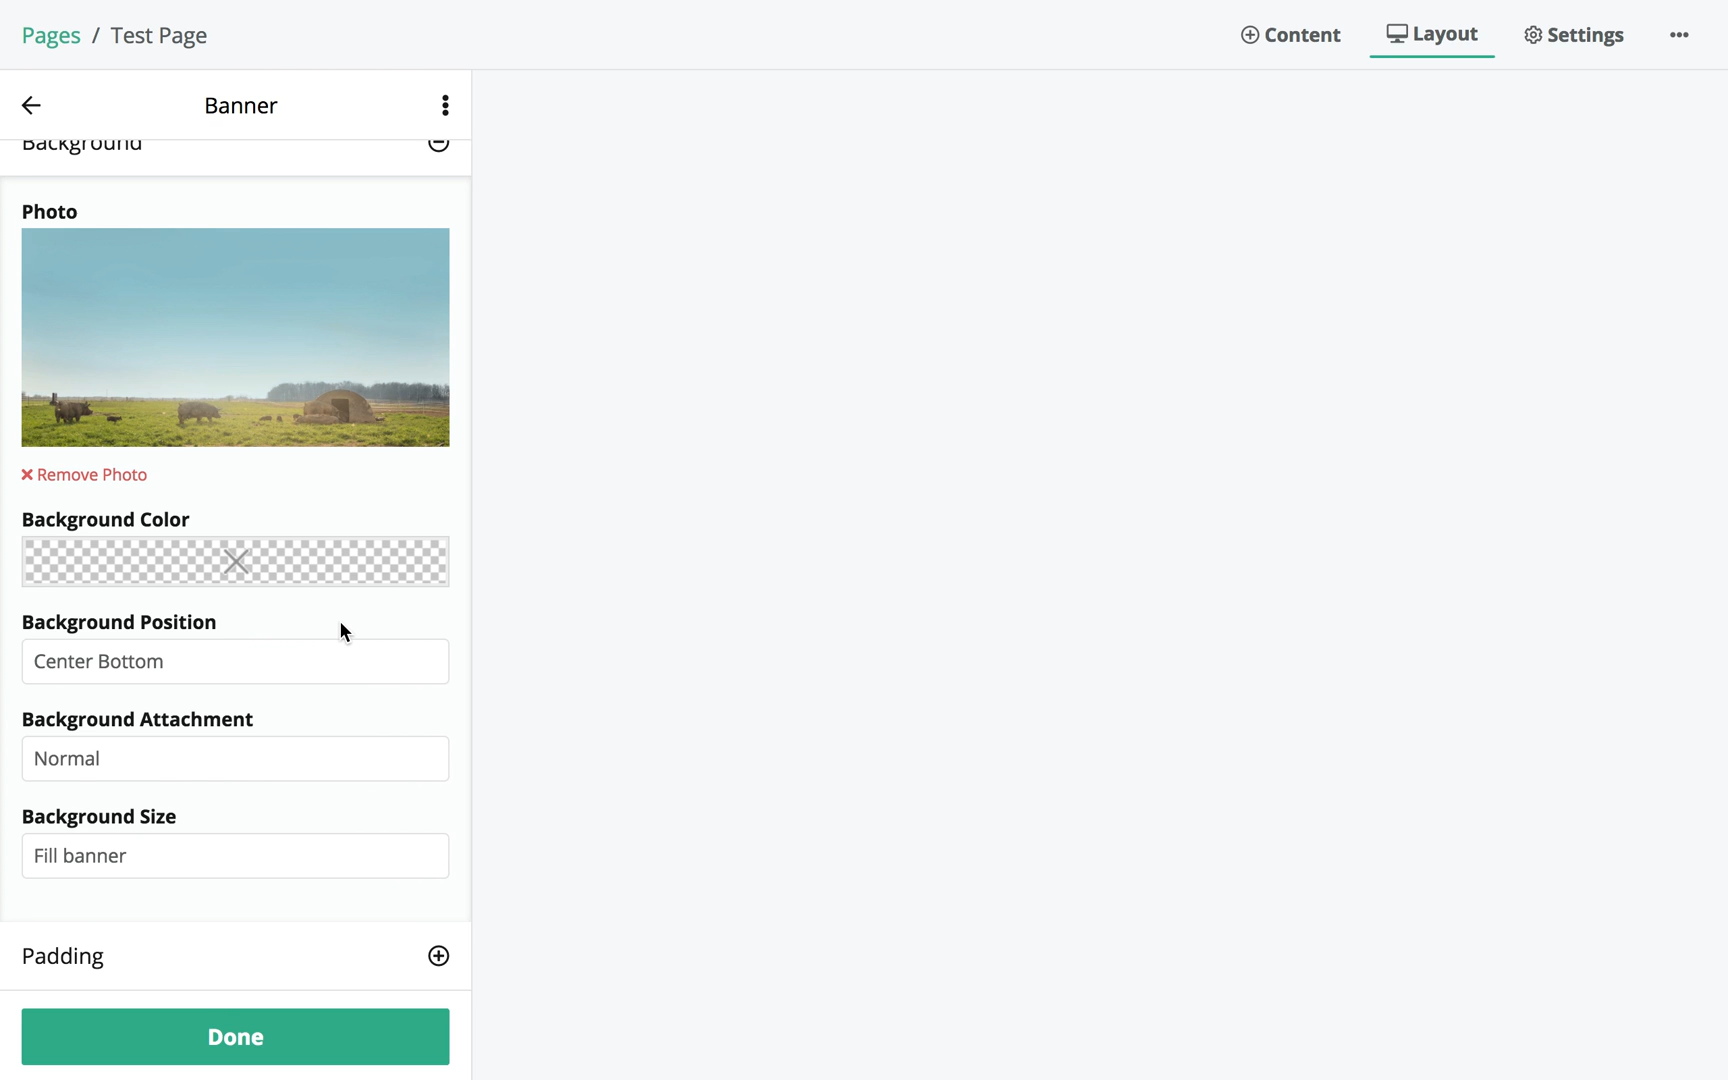 Pages / Test Page
Content
Layout
Settings
Banner
Background
Photo
Remove Photo
Background Color
Background Position
Center Bottom
Background Attachment
Normal
Background Size
Fill banner
Padding
Done